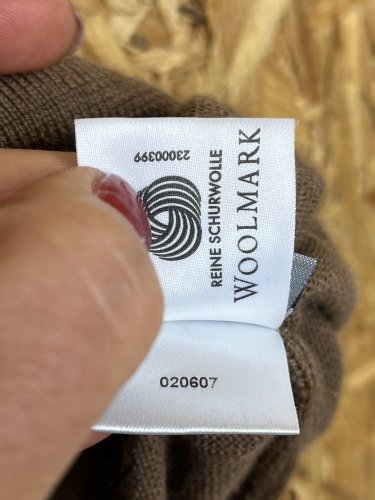 23000399
REINE SCHURWOLLE
WOOLMARK
020607